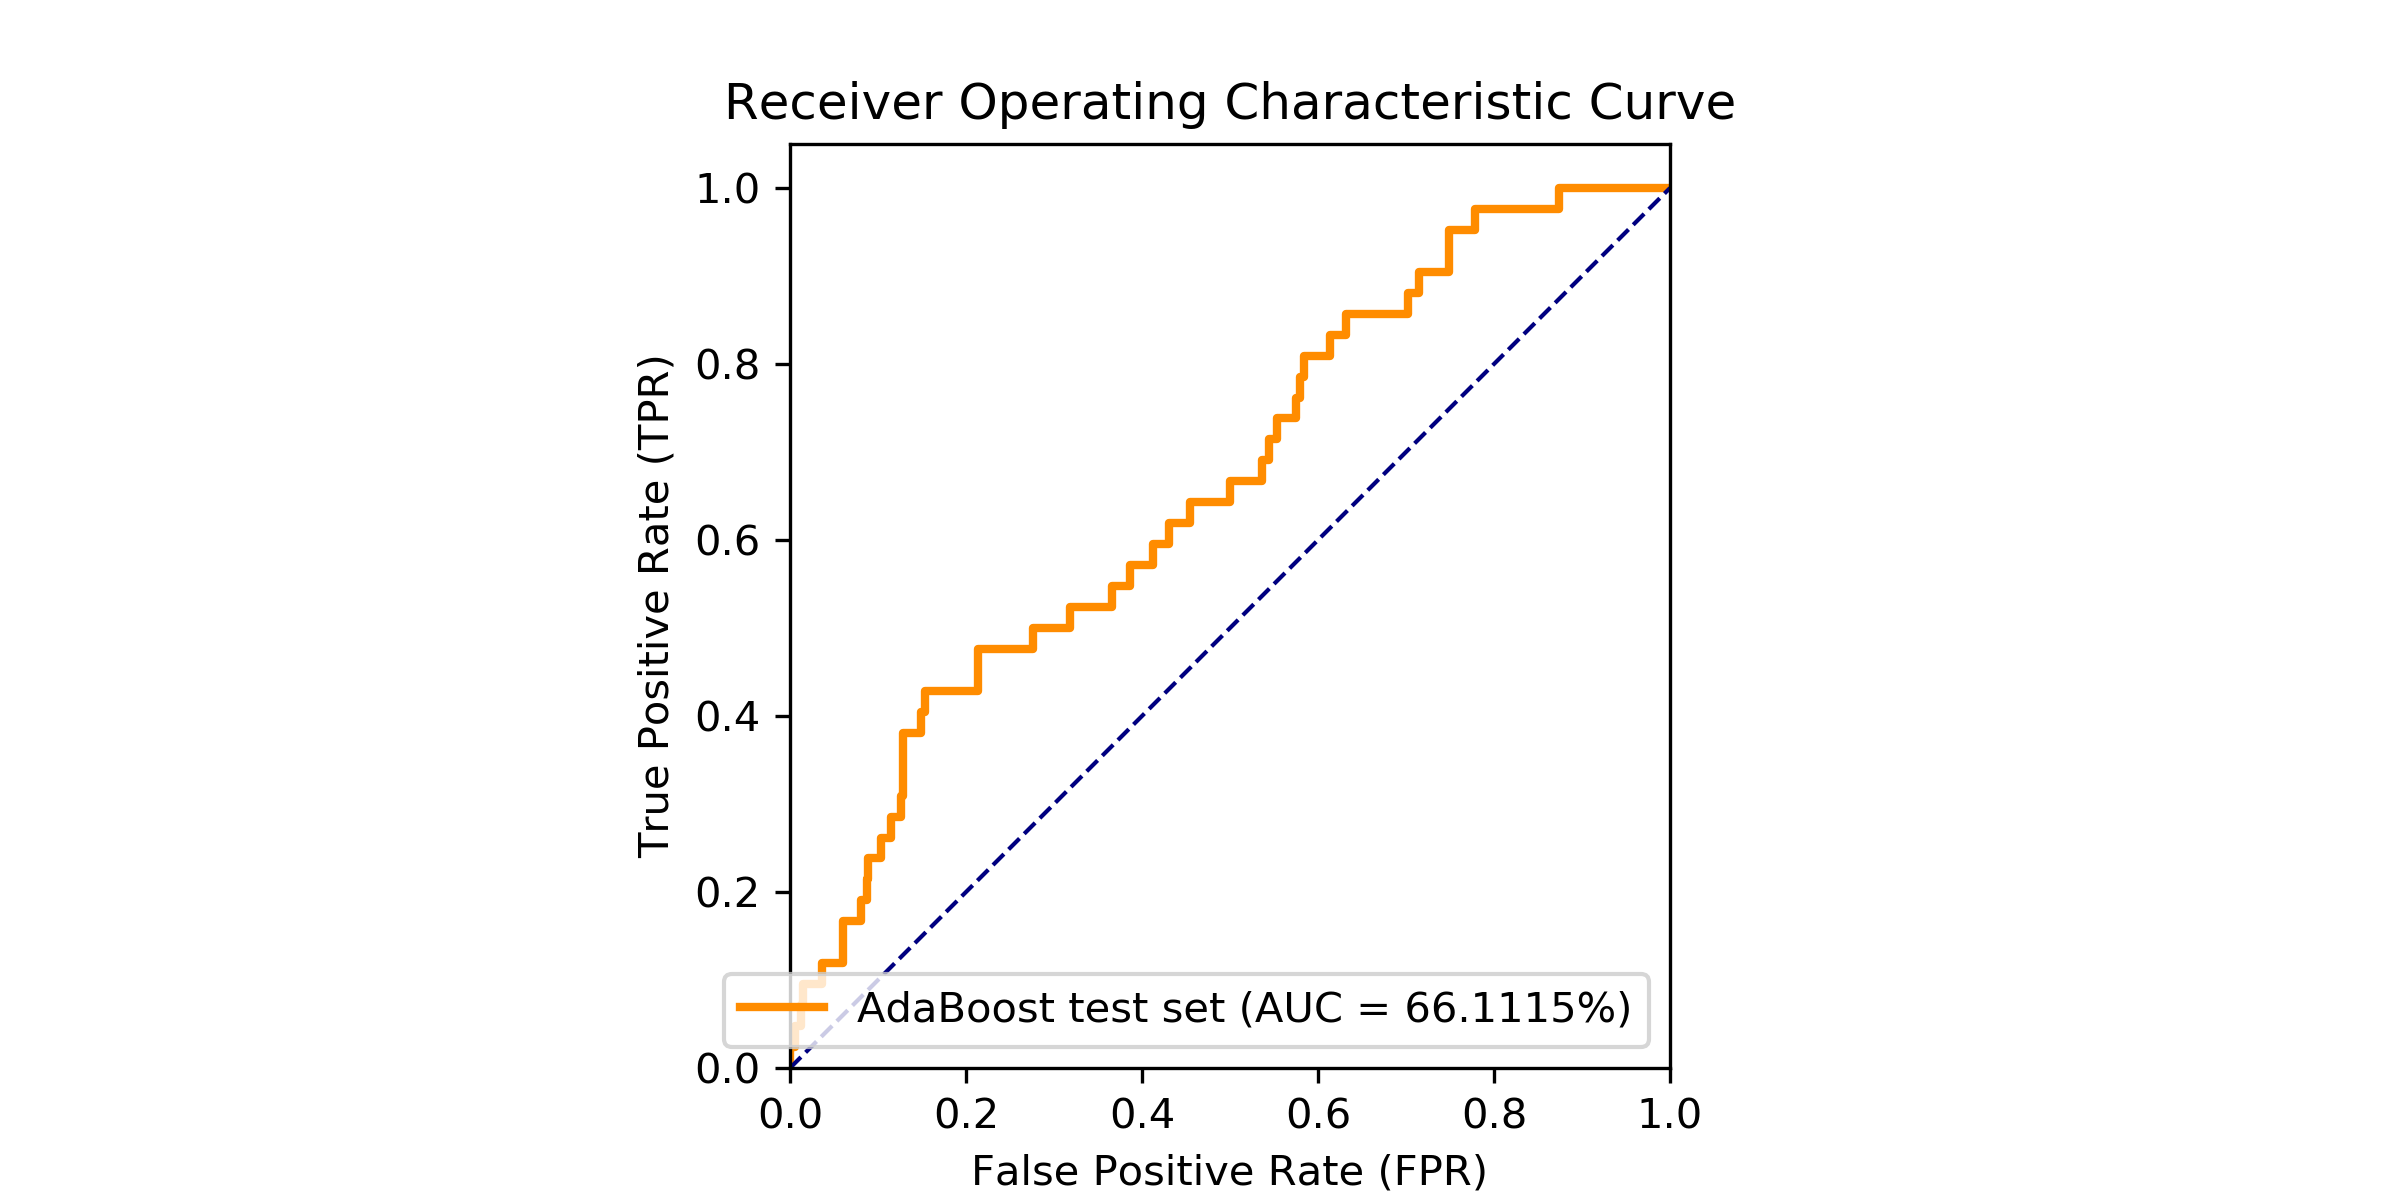 Receiver Operating Characteristic Curve
1.0
0.8
0.6
0.4
0.2
0.0
True Positive Rate (TPR)
AdaBoost test set (AUC = 66.1115%)
0.0 0.2 0.4 0.6 0.8 1.0
False Positive Rate (FPR)